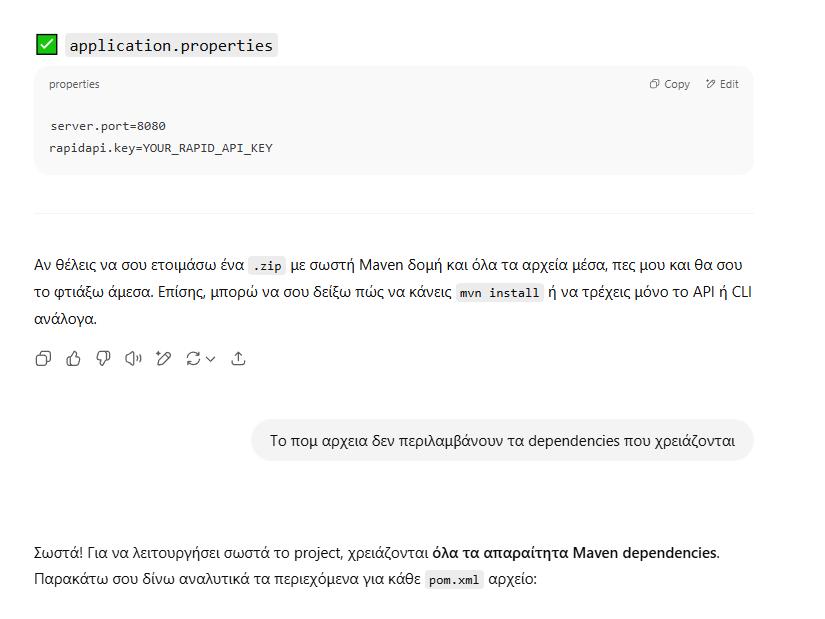 application.properties
properties
Copy
Edit
server.port=8080
rapidapi.key=YOUR_RAPID_API_KEY
Αν θέλεις να σου ετοιμάσω ένα .zip με σωστή Maven δομή και όλα τα αρχεία μέσα, πες μου και θα σου
το φτιάξω άμεσα. Επίσης, μπορώ να σου δείξω πώς να κάνεις mvn install ή να τρέχεις μόνο το API ή CLI
ανάλογα.
Το πομ αρχεια δεν περιλαμβάνουν τα dependencies που χρειάζονται
Σωστά! Για να λειτουργήσει σωστά το project, χρειάζονται όλα τα απαραίτητα Maven dependencies.
Παρακάτω σου δίνω αναλυτικά τα περιεχόμενα για κάθε pom.xml αρχείο: